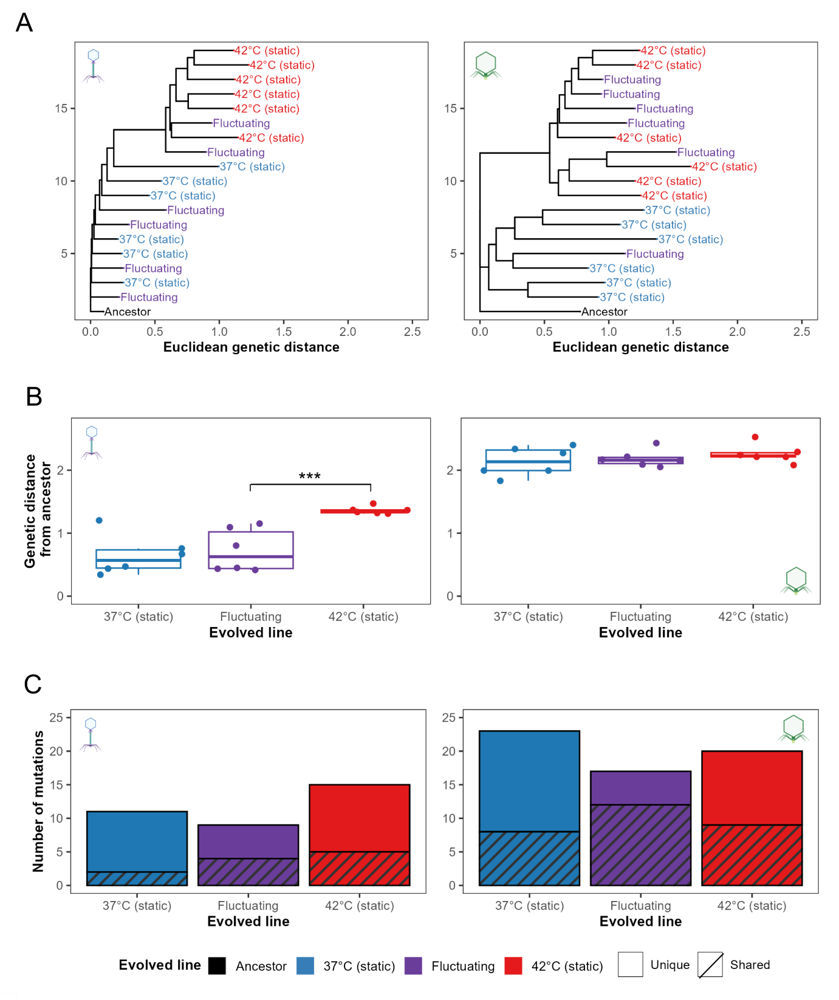 A
42°C (static)
42°C (static)
42°C (static)
42°C (static)
42°C (static)
Fluctuating
42°C (static)
Fluctuating
37°C (static)
37°C (static)
37°C (static)
Fluctuating
Fluctuating
37°C (static)
37°C (static)
Fluctuating
37°C (static)
Fluctuating
Ancestor
15
10
5
0.0 0.5 1.0 1.5 2.0 2.5
Euclidean genetic distance
42°C (static)
42°C (static)
Fluctuating
Fluctuating
Fluctuating
Fluctuating
42°C (static)
Fluctuating
42°C (static)
42°C (static)
42°C (static)
37°C (static)
37°C (static)
37°C (static)
Fluctuating
37°C (static)
37°C (static)
37°C (static)
Ancestor
15
10
5
0.0 0.5 1.0 1.5 2.0 2.5
Euclidean genetic distance
B
Genetic distance
from ancestor
2
1
0
***
37°C (static) Fluctuating 42°C (static)
Evolved line
2
1
0
37°C (static) Fluctuating 42°C (static)
Evolved line
C
Number of mutations
25
20
15
10
5
0
37°C (static) Fluctuating 42°C (static)
Evolved line
25
20
15
10
5
0
37°C (static) Fluctuating 42°C (static)
Evolved line
Evolved line Ancestor 37°C (static) Fluctuating 42°C (static) Unique Shared